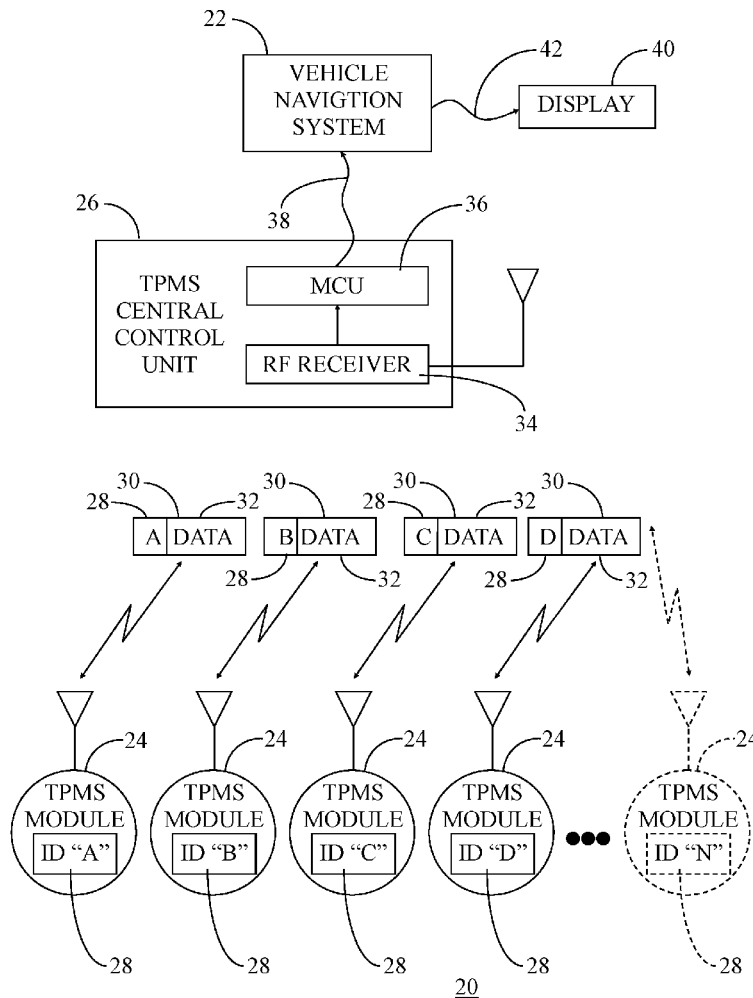 22
42
40
VEHICLE
NAVIGTION
SYSTEM
DISPLAY
26
38
36
TPMS
CENTRAL
CONTROL
UNIT
MCU
RF RECEIVER
34
28 30 32 30 28 30 32 30
A DATA B DATA C DATA D DATA
28 32 28 32
24 24 24 24 24
TPMS
MODULE
ID “A”
TPMS
MODULE
ID “B”
TPMS
MODULE
ID “C”
TPMS
MODULE
ID “D”
TPMS
MODULE
ID “N”
28 28 28 28 28
20